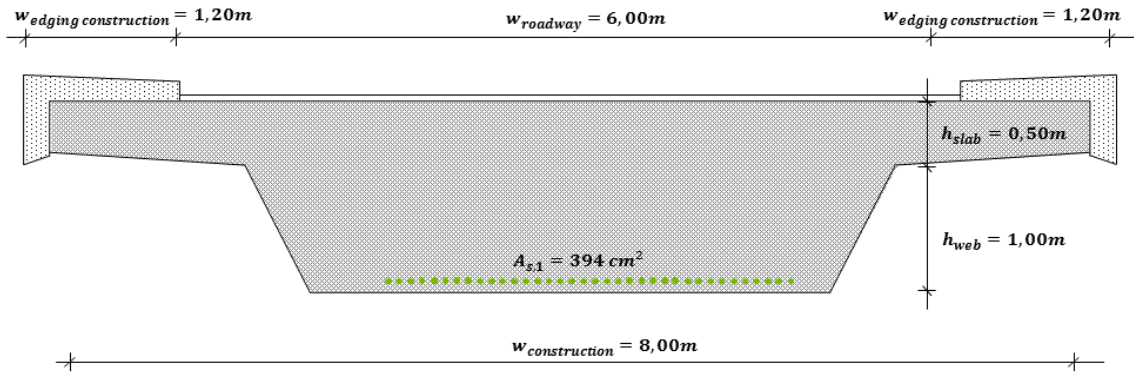 w_edging construction = 1,20m
w_roadway = 6,00m
w_edging construction = 1,20m
h_slab = 0,50m
h_web = 1,00m
A_s,1 = 394 cm²
w_construction = 8,00m